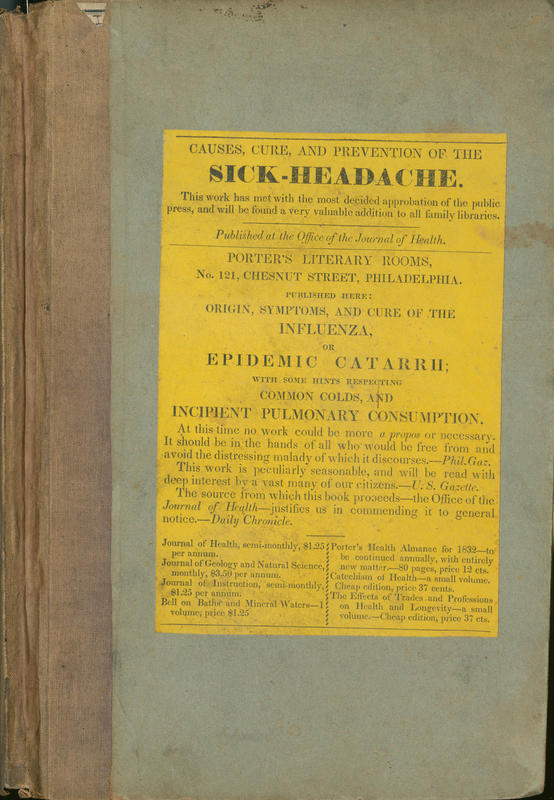 CAUSES, CURE, AND PREVENTION OF THE
SICK-HEADACHE.
This work has met with the most decided approbation of the public
press, and will be found a very valuable addition to all family libraries.
Published at the Office of the Journal of Health.
PORTER'S LITERARY ROOMS,
No. 121, CHESNUT STREET, PHILADELPHIA.
PUBLISHED HERE:
ORIGIN, SYMPTOMS, AND CURE OF THE
INFLUENZA,
OR
EPIDEMIC CATARRH;
WITH SOME HINTS RESPECTING
COMMON COLDS, AND
INCIPIENT PULMONARY CONSUMPTION.
At this time no work could be more a propos or necessary.
It should be in the hands of all who would be free from and
avoid the distressing malady of which it discourses.—Phil. Gaz.
This work is peculiarly seasonable, and will be read with
deep interest by a vast many of our citizens.—U. S. Gazette.
The source from which this book proceeds—the Office of the
Journal of Health—justifies us in commending it to general
notice.—Daily Chronicle.
Journal of Health, semi-monthly, $1.25
per annum.
Journal of Geology and Natural Science,
monthly, $3.50 per annum.
Journal of Instruction, semi-monthly,
$1.25 per annum.
Bell on Baths and Mineral Waters—1
volume, price $1.25
Porter's Health Almanac for 1832—to
be continued annually, with entirely
new matter.—80 pages, price 12 cts.
Catechism of Health—a small volume.
Cheap edition, price 37 cents.
The Effects of Trades and Professions
on Health and Longevity—a small
volume.—Cheap edition, price 37 cts.